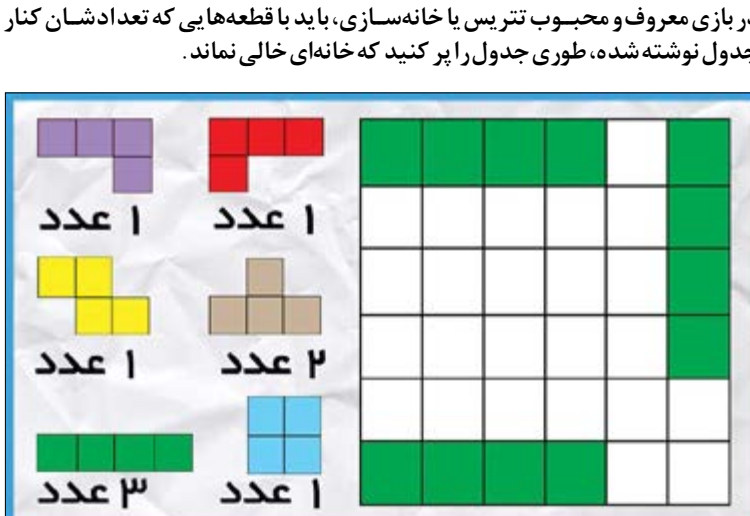 در بازی معروف و محبوب تتریس یا خانه‌سازی، باید با قطعه‌هایی که تعدادشان کنار
جدول نوشته شده، طوری جدول را پر کنید که خانه‌ای خالی نماند.
۱ عدد
۱ عدد
۲ عدد
۱ عدد
۱ عدد
۳ عدد